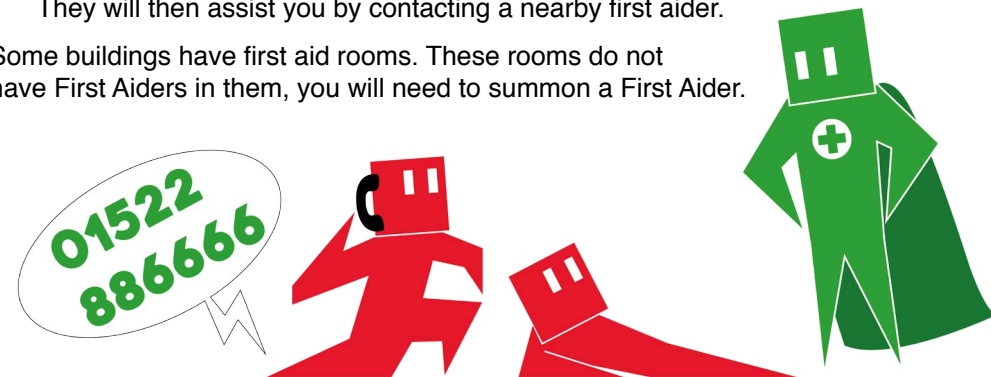 They will then assist you by contacting a nearby first aider.
Some buildings have first aid rooms. These rooms do not
have First Aiders in them, you will need to summon a First Aider.
01522
886666